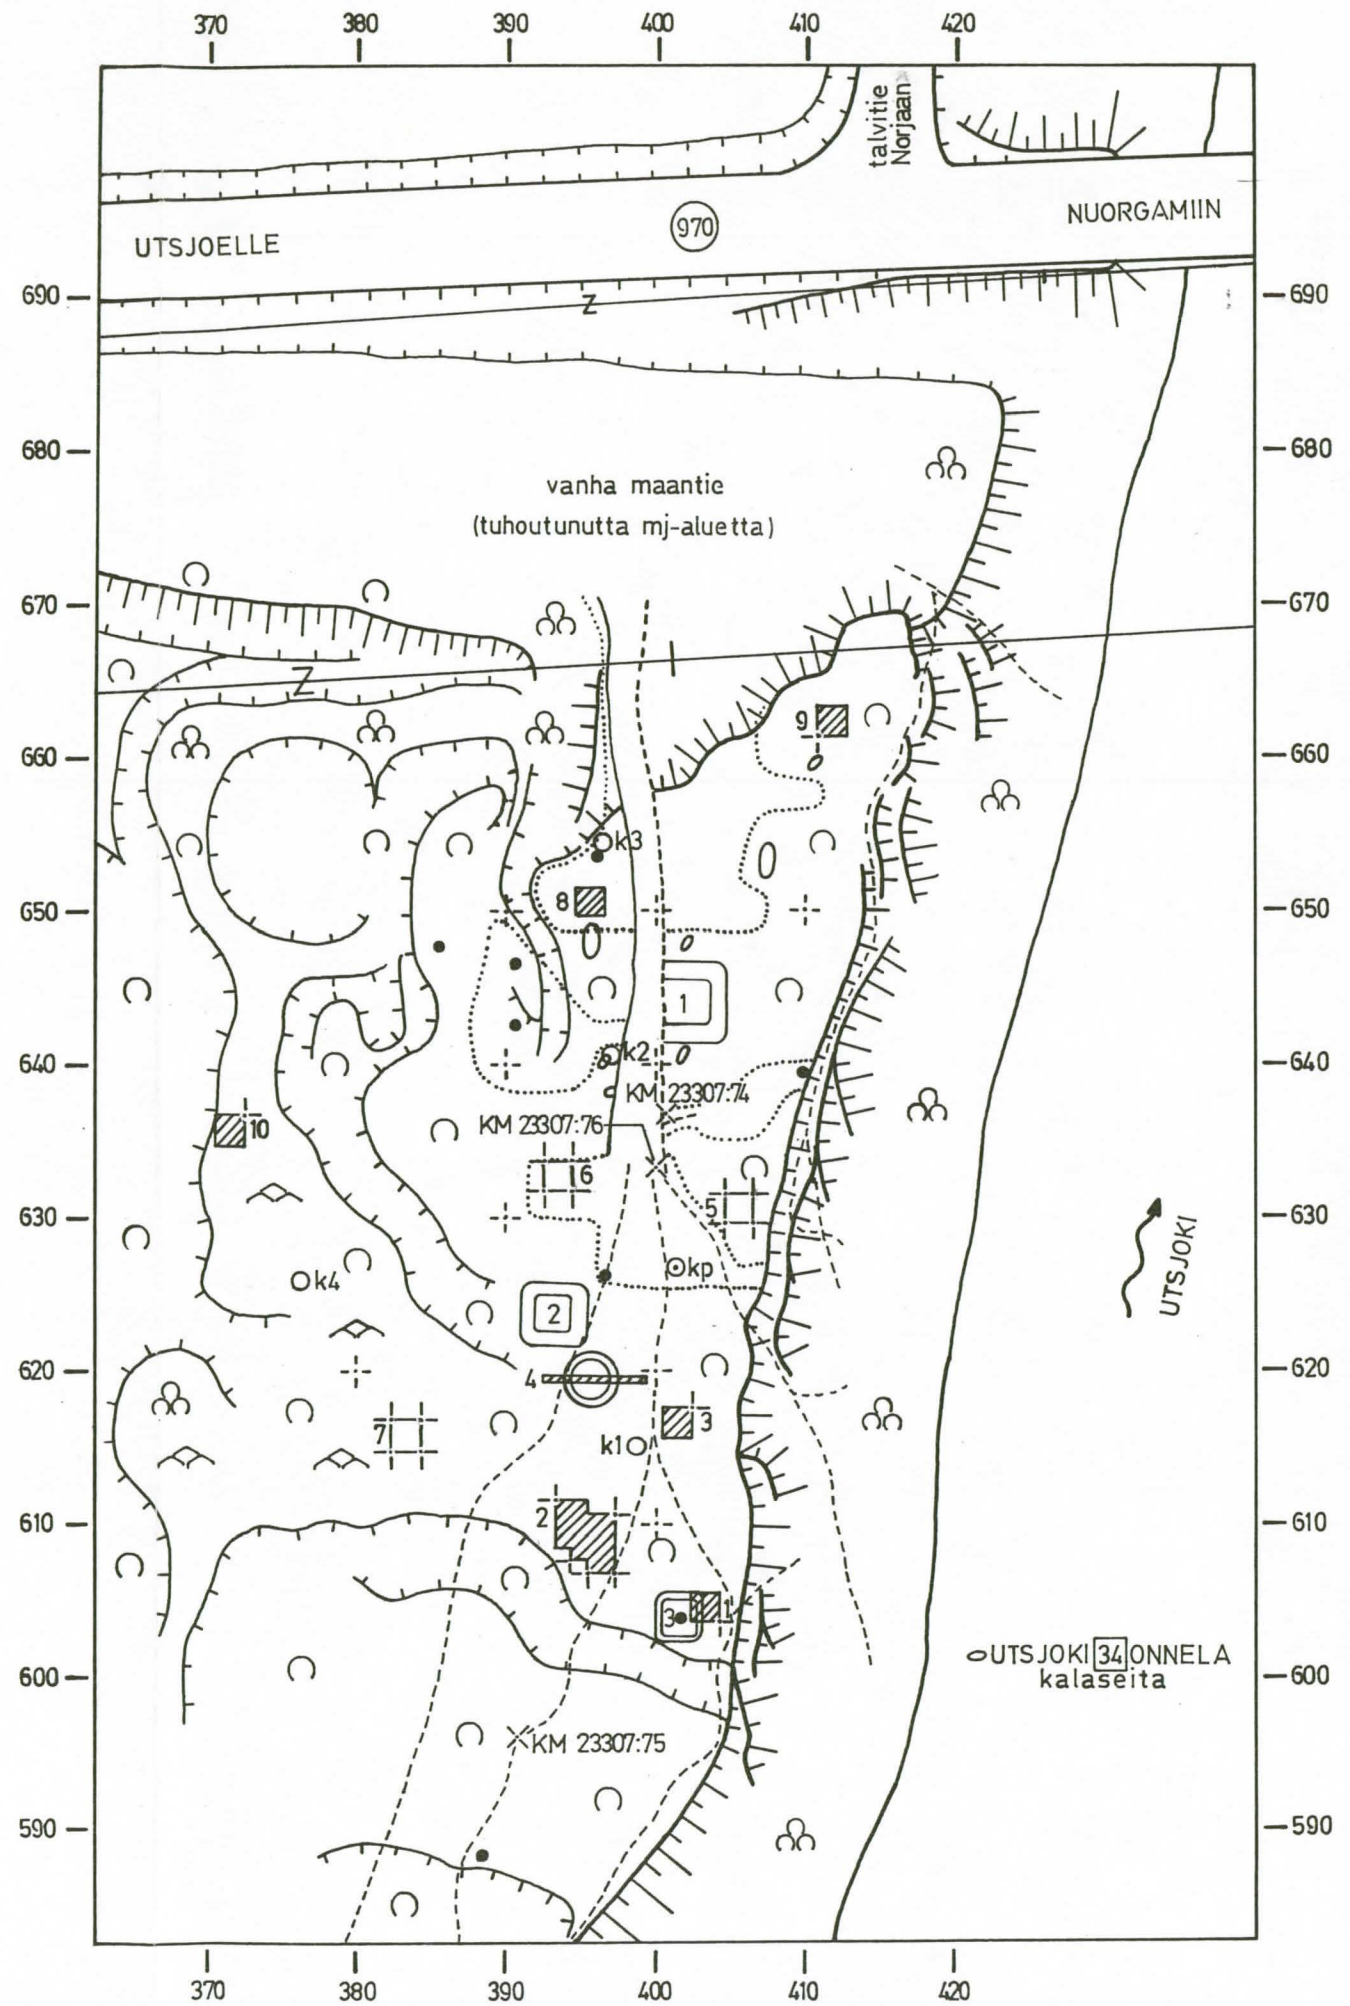 370 380 390 400 410 420
talvitie
Norjaan
NUORGAMIIN
970
UTSJOELLE
690 Z 690
680 680
vanha maantie
(tuhoutunutta mj-aluetta)
670 670
Z
9
660 660
k3
8
650 650
1
k2
640 640
KM 23307:74
KM 23307:76
10
6
5
630 630
kp
k4
2
UTSJOKI
620 620
4
3
7
k1
2
610 610
3 1
UTSJOKI 34 ONNELA
kalaseita
600 600
KM 23307:75
590 590
370 380 390 400 410 420